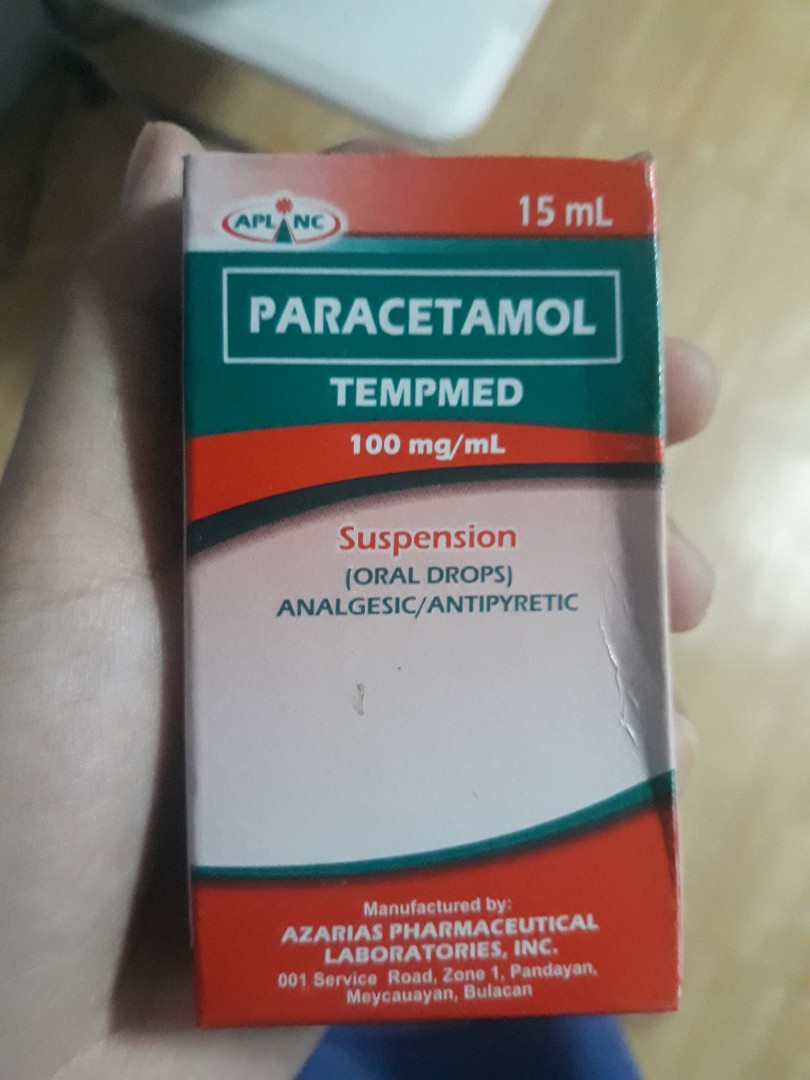 APL NC
15 mL
PARACETAMOL
TEMPMED
100 mg/mL
Suspension
(ORAL DROPS)
ANALGESIC/ANTIPYRETIC
Manufactured by:
AZARIAS PHARMACEUTICAL
LABORATORIES, INC.
001 Service Road, Zone 1, Pandayan,
Meycauayan, Bulacan